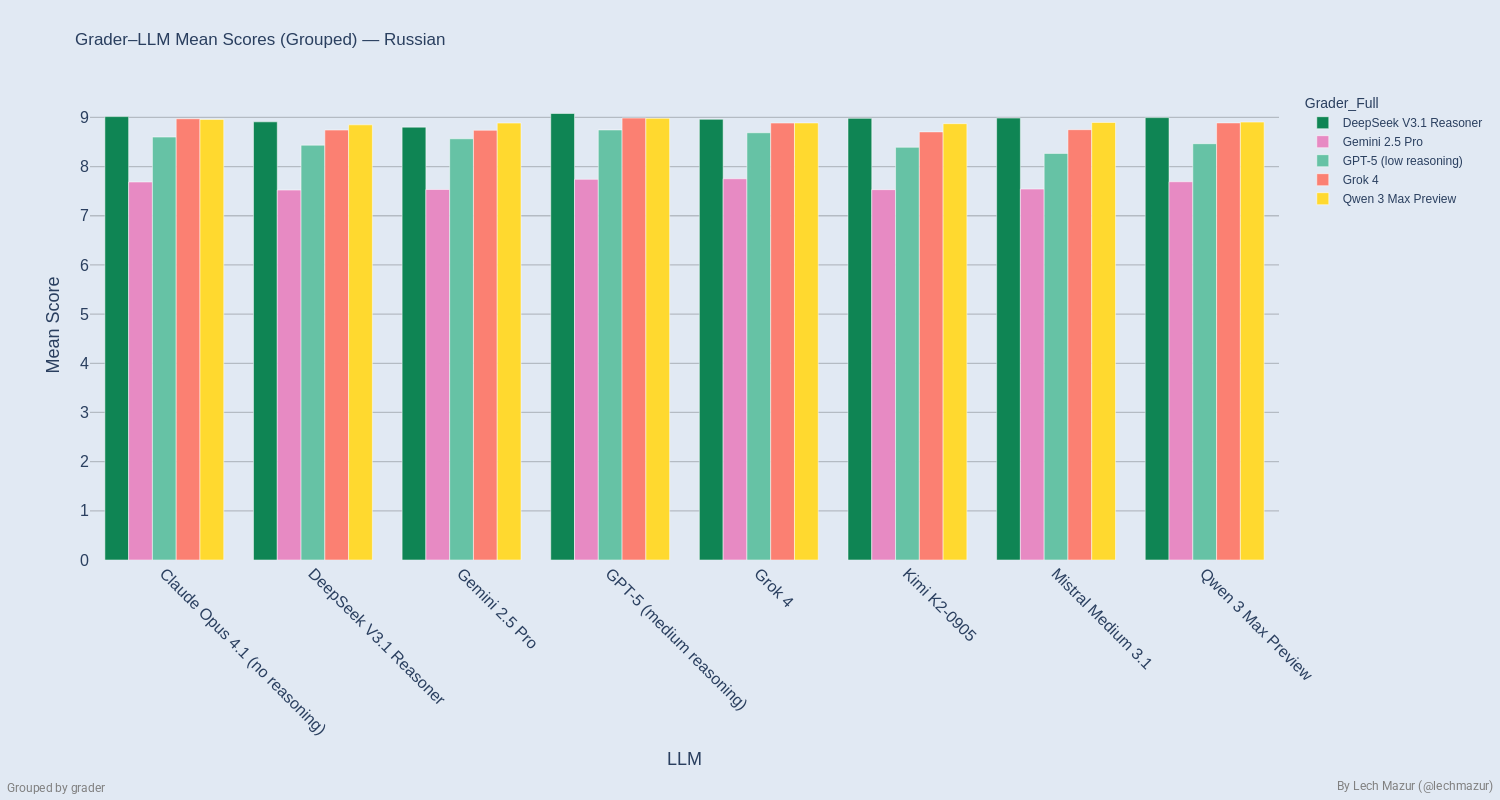 Grader–LLM Mean Scores (Grouped) — Russian
Grader_Full
DeepSeek V3.1 Reasoner
Gemini 2.5 Pro
GPT-5 (low reasoning)
Grok 4
Qwen 3 Max Preview
Mean Score
9
8
7
6
5
4
3
2
1
0
Claude Opus 4.1 (no reasoning)
DeepSeek V3.1 Reasoner
Gemini 2.5 Pro
GPT-5 (medium reasoning)
Grok 4
Kimi K2-0905
Mistral Medium 3.1
Qwen 3 Max Preview
LLM
Grouped by grader
By Lech Mazur (@lechmazur)